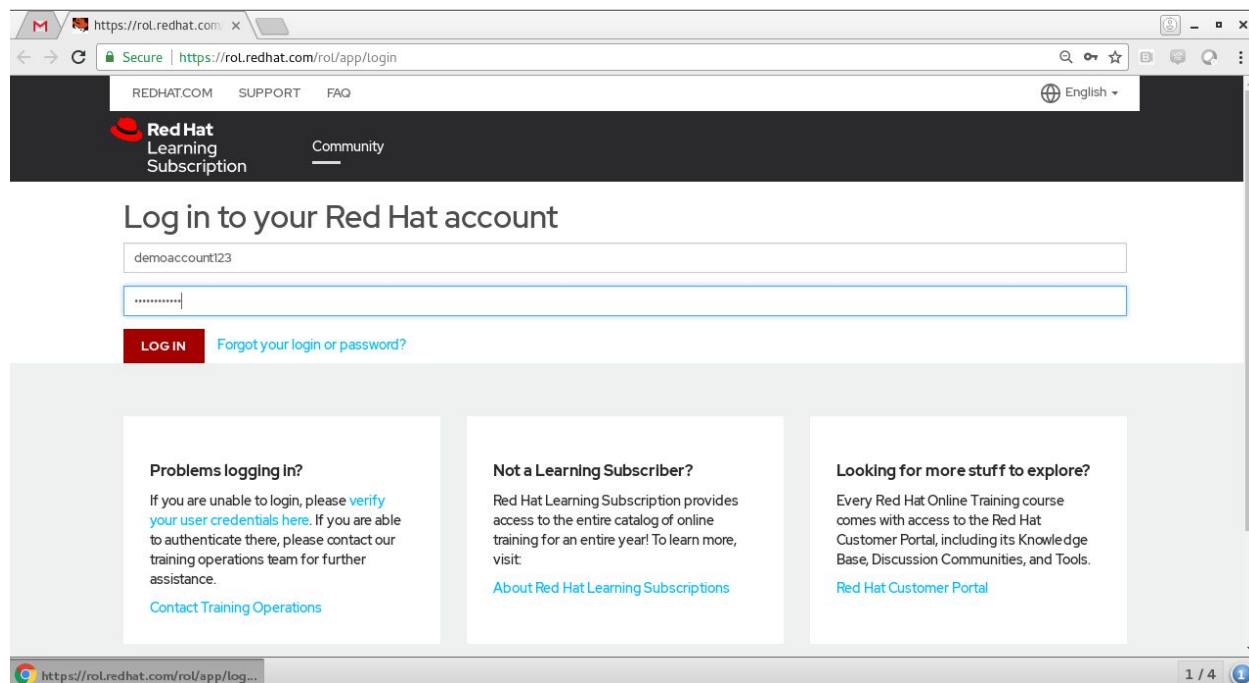 M
https://rol.redhat.com/
Secure | https://rol.redhat.com/rol/app/login
REDHAT.COM SUPPORT FAQ English
Red Hat
Learning
Subscription
Community
Log in to your Red Hat account
demoaccount123
••••••••••••
LOG IN Forgot your login or password?
Problems logging in?
If you are unable to login, please verify
your user credentials here. If you are able
to authenticate there, please contact our
training operations team for further
assistance.
Contact Training Operations
Not a Learning Subscriber?
Red Hat Learning Subscription provides
access to the entire catalog of online
training for an entire year! To learn more,
visit:
About Red Hat Learning Subscriptions
Looking for more stuff to explore?
Every Red Hat Online Training course
comes with access to the Red Hat
Customer Portal, including its Knowledge
Base, Discussion Communities, and Tools.
Red Hat Customer Portal
https://rol.redhat.com/rol/app/log... 1 / 4 1